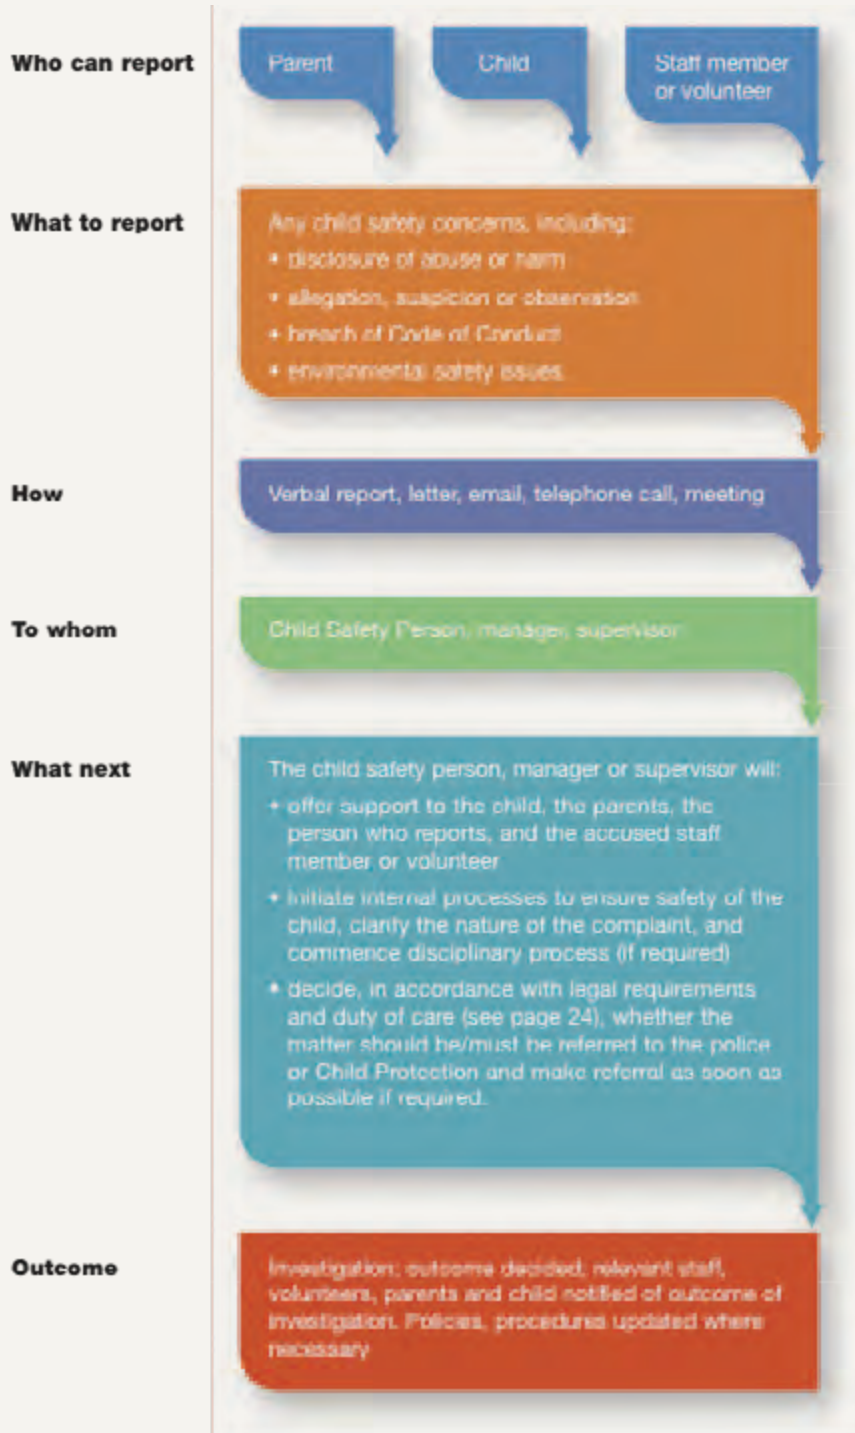 Who can report
Parent
Child
Staff member
or volunteer
What to report
Any child safety concerns, including:
• disclosure of abuse or harm
• allegation, suspicion or observation
• breach of Code of Conduct
• environmental safety issues.
How
Verbal report, letter, email, telephone call, meeting
To whom
Child Safety Person, manager, supervisor
What next
The child safety person, manager or supervisor will:
• offer support to the child, the parents, the
person who reports, and the accused staff
member or volunteer
• initiate internal processes to ensure safety of the
child, clarify the nature of the complaint, and
commence disciplinary process (if required)
• decide, in accordance with legal requirements
and duty of care (see page 24), whether the
matter should be/must be referred to the police
or Child Protection and make referral as soon as
possible if required.
Outcome
Investigation; outcome decided, relevant staff,
volunteers, parents and child notified of outcome of
investigation. Policies, procedures updated where
necessary